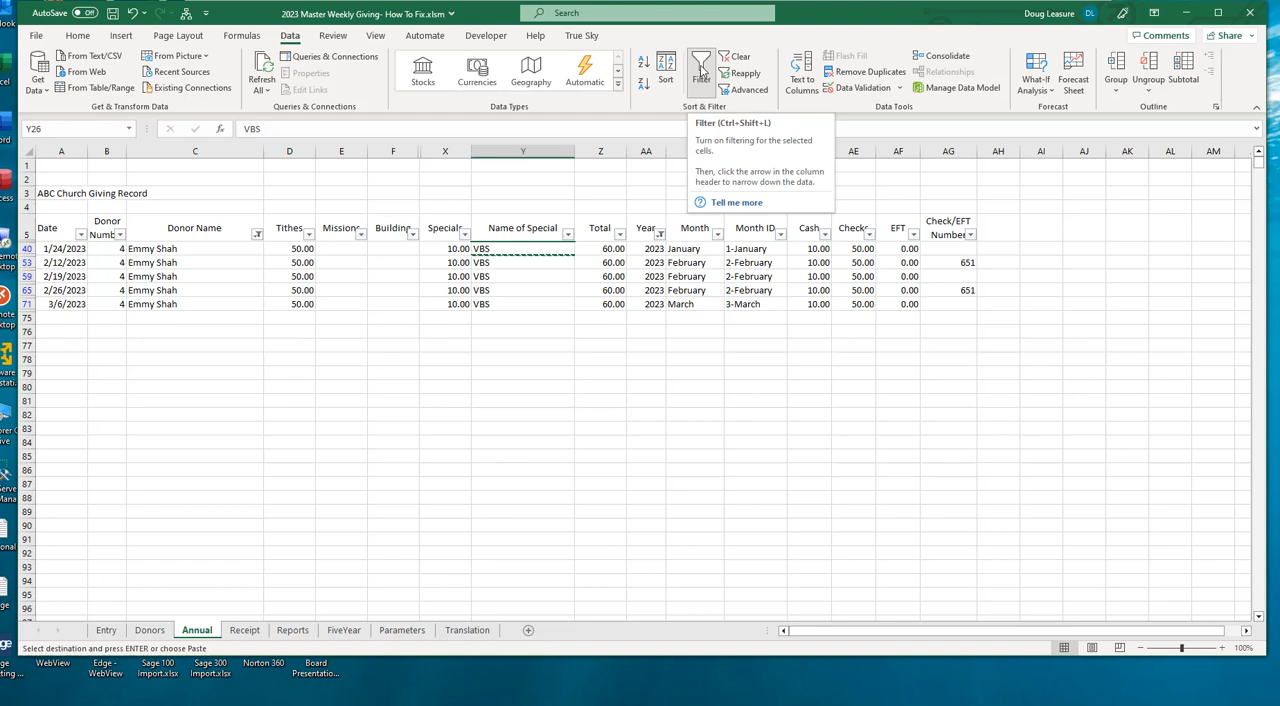 AutoSave Off 2023 Master Weekly Giving- How To Fix.xlsm Search Doug Leasure DL
File Home Insert Page Layout Formulas Data Review View Automate Developer Help True Sky Comments Share
Get Data From Text/CSV From Web From Table/Range From Picture Recent Sources Existing Connections
Refresh All Queries & Connections Properties Edit Links
Stocks Currencies Geography Automatic
Sort Filter Clear Reapply Advanced
Text to Columns Flash Fill Remove Duplicates Data Validation Consolidate Relationships Manage Data Model
What-If Analysis Forecast Sheet Group Ungroup Subtotal
Get & Transform Data Queries & Connections Data Types Sort & Filter Data Tools Forecast Outline
Y26 fx VBS
Filter (Ctrl+Shift+L)
Turn on filtering for the selected
cells.
Then, click the arrow in the column
header to narrow down the data.
Tell me more
A B C D E F X Y Z AA AE AF AG AH AI AJ AK AL AM
1
2
3 ABC Church Giving Record
4
5 Date Donor Donor Name Tithes Total Month Month ID Cash EFT Check/EFT
Name of Special
40 1/24/2023 4 Emmy Shah 50.00 10.00 VBS 60.00 2023 January 1-January 10.00 50.00 0.00
53 2/12/2023 4 Emmy Shah 50.00 10.00 VBS 60.00 2023 February 2-February 10.00 50.00 0.00 651
59 2/19/2023 4 Emmy Shah 50.00 10.00 VBS 60.00 2023 February 2-February 10.00 50.00 0.00
65 2/26/2023 4 Emmy Shah 50.00 10.00 VBS 60.00 2023 February 2-February 10.00 50.00 0.00 651
71 3/6/2023 4 Emmy Shah 50.00 10.00 VBS 60.00 2023 March 3-March 10.00 50.00 0.00
75
76
77
78
79
80
81
82
83
84
85
86
87
88
89
90
91
92
93
94
95
96
Entry Donors Annual Receipt Reports FiveYear Parameters Translation
Select destination and press ENTER or choose Paste 100%
WebView Edge - WebView Sage 100 Import.xlsx Sage 300 Import.xlsx Norton 360 Board Presentatio...